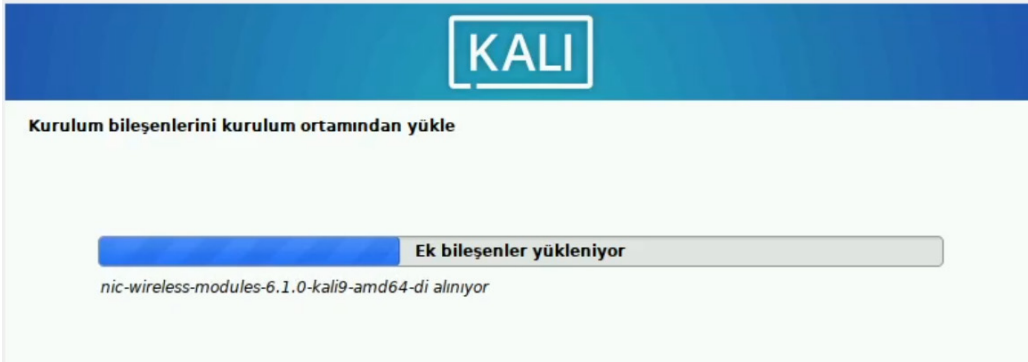 KALI
Kurulum bileşenlerini kurulum ortamından yükle
Ek bileşenler yükleniyor
nic-wireless-modules-6.1.0-kali9-amd64-di alınıyor